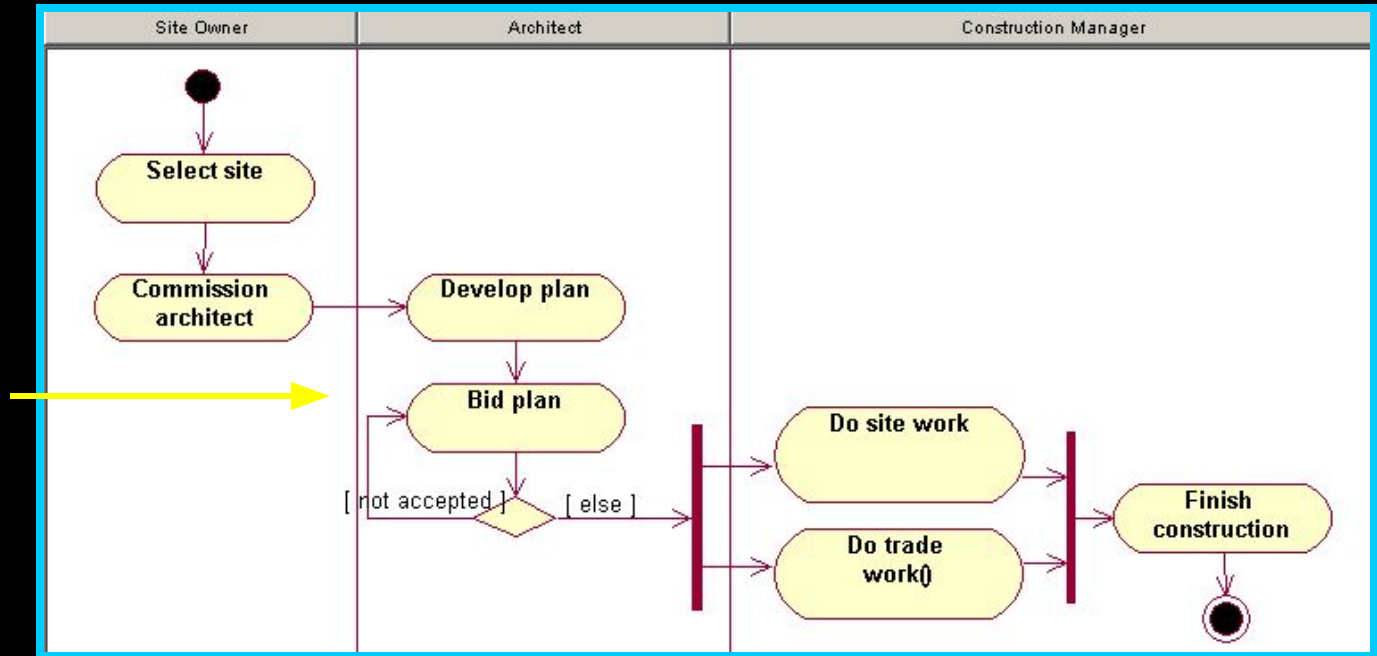 Site Owner
Architect
Construction Manager
Select site
Commission
architect
Develop plan
Bid plan
[ not accepted ]
[ else ]
Do site work
Do trade
work()
Finish
construction